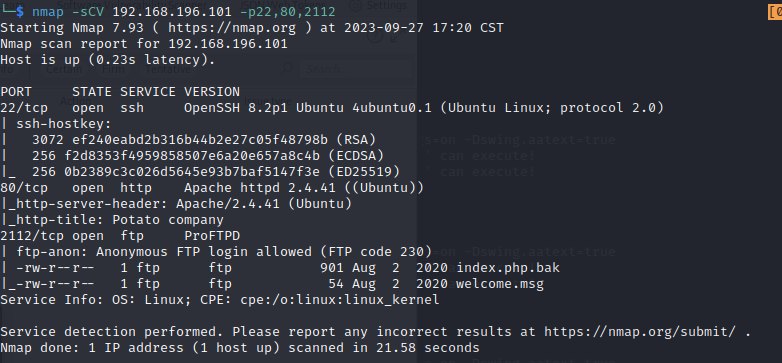 └─$ nmap -sCV 192.168.196.101 -p22,80,2112
Starting Nmap 7.93 ( https://nmap.org ) at 2023-09-27 17:20 CST
Nmap scan report for 192.168.196.101
Host is up (0.23s latency).

PORT     STATE SERVICE VERSION
22/tcp   open  ssh     OpenSSH 8.2p1 Ubuntu 4ubuntu0.1 (Ubuntu Linux; protocol 2.0)
| ssh-hostkey:
|   3072 ef240eabd2b316b44b2e27c05f48798b (RSA)
|   256 f2d8353f4959858507e6a20e657a8c4b (ECDSA)
|_  256 0b2389c3c026d5645e93b7baf5147f3e (ED25519)
80/tcp   open  http    Apache httpd 2.4.41 ((Ubuntu))
|_http-server-header: Apache/2.4.41 (Ubuntu)
|_http-title: Potato company
2112/tcp open  ftp     ProFTPD
| ftp-anon: Anonymous FTP login allowed (FTP code 230)
| -rw-r--r--   1 ftp      ftp           901 Aug  2  2020 index.php.bak
|_-rw-r--r--   1 ftp      ftp            54 Aug  2  2020 welcome.msg
Service Info: OS: Linux; CPE: cpe:/o:linux:linux_kernel

Service detection performed. Please report any incorrect results at https://nmap.org/submit/ .
Nmap done: 1 IP address (1 host up) scanned in 21.58 seconds